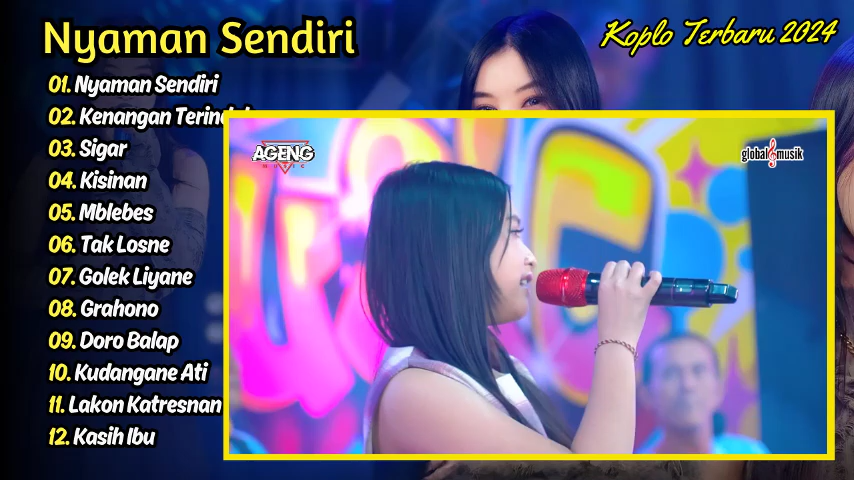 Nyaman Sendiri
Koplo Terbaru 2024
01. Nyaman Sendiri
02. Kenangan
03. Sigar
04. Kisinan
05. Mblebes
06. Tak Losne
07. Golek Liyane
08. Grahono
09. Doro Balap
10. Kudangane Ati
11. Lakon Katresnan
12. Kasih Ibu
AGENG
music
global musik